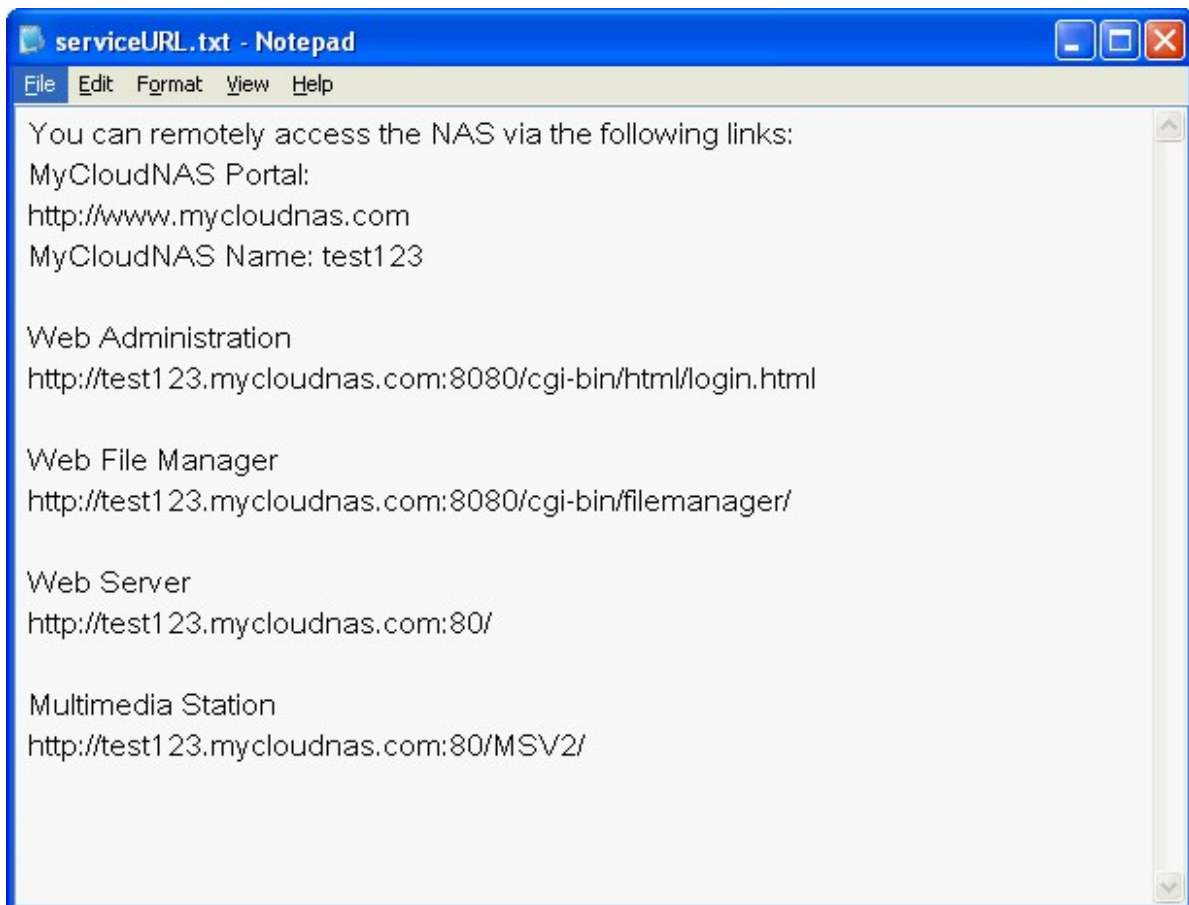 serviceURL.txt - Notepad
File Edit Format View Help
You can remotely access the NAS via the following links:
MyCloudNAS Portal:
http://www.mycloudnas.com
MyCloudNAS Name: test123
Web Administration
http://test123.mycloudnas.com:8080/cgi-bin/html/login.html
Web File Manager
http://test123.mycloudnas.com:8080/cgi-bin/filemanager/
Web Server
http://test123.mycloudnas.com:80/
Multimedia Station
http://test123.mycloudnas.com:80/MSV2/